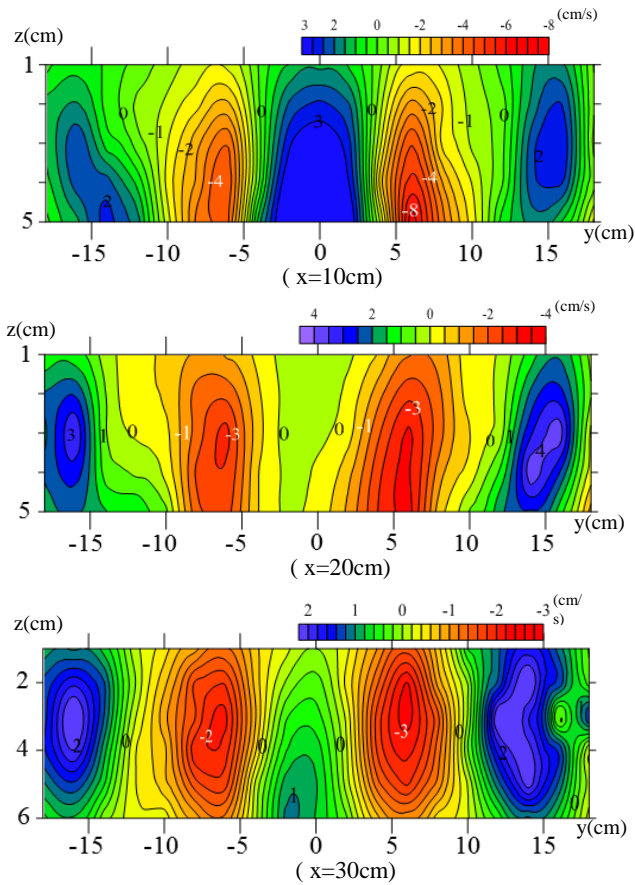 3 2 1 0 -2 -4 -6 -8 (cm/s)
z(cm)
1
0 0 0 0
-1 -2 3 -2 -1
-4 -4 2
2 -8
5
-15 -10 -5 0 5 10 15 y(cm)
( x=10cm)
4 2 0 -2 -4 (cm/s)
z(cm)
1
3 1 0 -1 -3 0 0 -1 -3 0 1 4
5
-15 -10 -5 0 5 10 15 y(cm)
( x=20cm)
2 1 0 -1 -2 -3 (cm/s)
z(cm)
2
0
4 2 0 -2 0 0 -3 0 2
1 0
6
-15 -10 -5 0 5 10 15 y(cm)
( x=30cm)